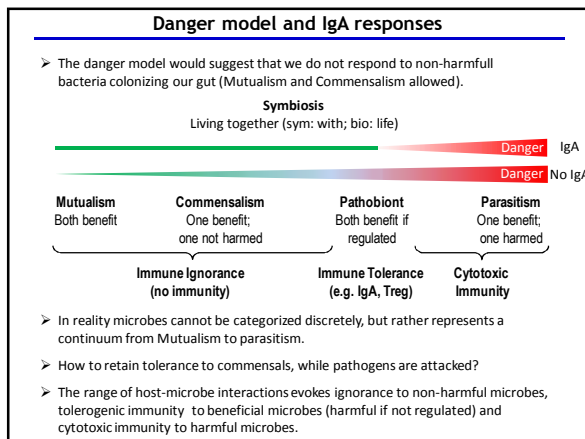 Danger model and IgA responses
➢ The danger model would suggest that we do not respond to non-harmfull
bacteria colonizing our gut (Mutualism and Commensalism allowed).
Symbiosis
Living together (sym: with; bio: life)
Danger IgA
Danger No IgA
Mutualism Commensalism Pathobiont Parasitism
Both benefit One benefit; Both benefit if One benefit;
one not harmed regulated one harmed
Immune Ignorance Immune Tolerance Cytotoxic
(no immunity) (e.g. IgA, Treg) Immunity
➢ In reality microbes cannot be categorized discretely, but rather represents a
continuum from Mutualism to parasitism.
➢ How to retain tolerance to commensals, while pathogens are attacked?
➢ The range of host-microbe interactions evokes ignorance to non-harmful microbes,
tolerogenic immunity to beneficial microbes (harmful if not regulated) and
cytotoxic immunity to harmful microbes.